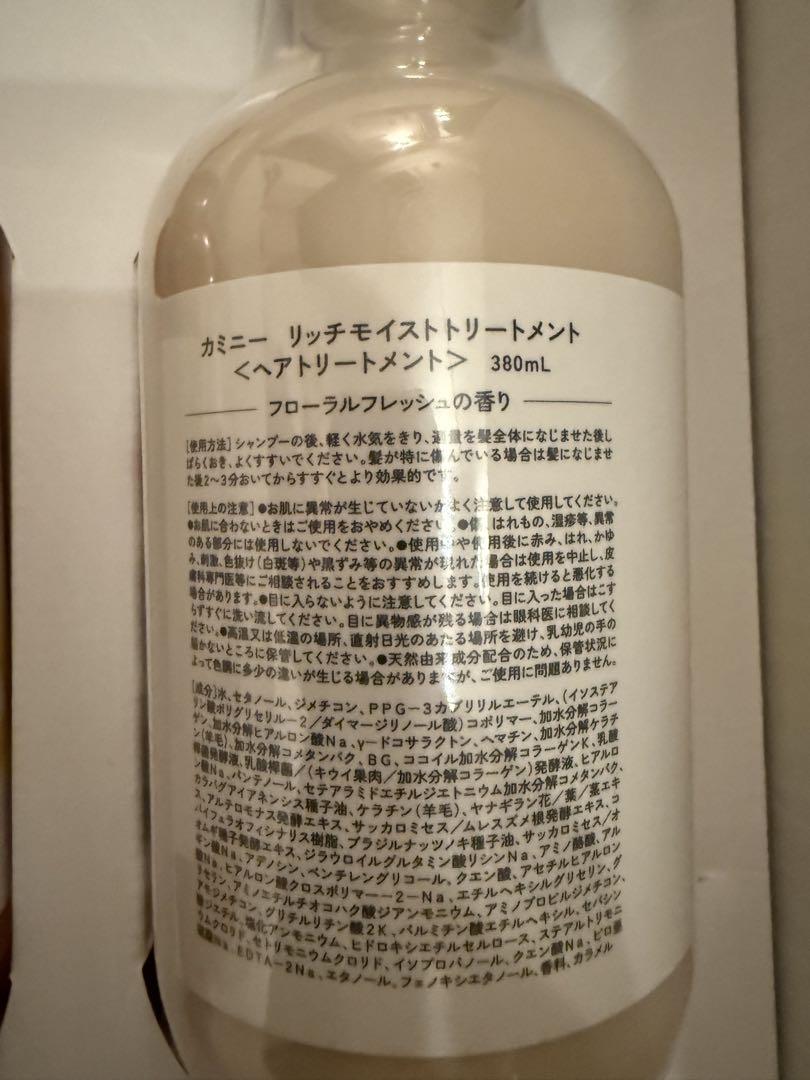 カミニー リッチモイストトリートメント
<ヘアトリートメント> 380mL
フローラルフレッシュの香り
[使用方法]シャンプーの後、軽く水気をきり、適量を髪全体になじませた後し
ばらくおき、よくすすいでください。髪が特に傷んでいる場合は髪になじませ
た後2〜3分おいてからすすぐとより効果的です。
[使用上の注意]●お肌に異常が生じていないかよく注意して使用してください。
●お肌に合わないときはご使用をおやめください。●傷、はれもの、湿疹等、異常
のある部分には使用しないでください。●使用中や使用後に赤み、はれ、かゆ
み、刺激、色抜け(白斑等)や黒ずみ等の異常が現れた場合は使用を中止し、皮
膚科専門医等にご相談されることをおすすめします。使用を続けると悪化する
場合があります。●目に入らないように注意してください。目に入った場合はこす
らずすぐに洗い流してください。目に異物感が残る場合は眼科医に相談してく
ださい。●高温又は低温の場所、直射日光のあたる場所を避け、乳幼児の手の
届かないところに保管してください。●天然由来成分配合のため、保管状況に
よって色調に多少の違いが生じる場合がありますが、ご使用に問題ありません。
[成分]水、セタノール、ジメチコン、PPG-3カプリリルエーテル、(イソステア
リン酸ポリグリセリル-2/ダイマージリノール酸)コポリマー、加水分解コラー
ゲン、加水分解ヒアルロン酸Na、γ-ドコサラクトン、ヘマチン、加水分解ケラチ
ン(羊毛)、加水分解コメタンパク、BG、ココイル加水分解コラーゲンK、乳酸
桿菌発酵液、乳酸桿菌/(キウイ果肉/加水分解コラーゲン)発酵液、ヒアルロ
ン酸Na、パンテノール、セテアラミドエチルジエトニウム加水分解コメタンパク、
カラパグアイアネンシス種子油、ケラチン(羊毛)、ヤナギラン花/葉/茎エキ
ス、アルテロモナス発酵エキス、サッカロミセス/ムレスズメ根発酵エキス、コ
パイフェラオフィシナリス樹脂、ブラジルナッツノキ種子油、サッカロミセス/オ
オムギ種子発酵エキス、ジラウロイルグルタミン酸リシンNa、アミノ酪酸、アル
ギン酸Na、アデノシン、ペンチレングリコール、クエン酸、アセチルヒアルロン
酸Na、ヒアルロン酸クロスポリマー-2-Na、エチルヘキシルグリセリン、グ
リセリン、アミノエチルチオコハク酸ジアンモニウム、アミノプロピルジメチコン、
アモジメチコン、グリチルリチン酸2K、パルミチン酸エチルヘキシル、セバシン
酸ジエチル、塩化アンモニウム、ヒドロキシエチルセルロース、ステアルトリモニ
ウムクロリド、セトリモニウムクロリド、イソプロパノール、クエン酸Na、ピロ亜
硫酸Na、EDTA-2Na、エタノール、フェノキシエタノール、香料、カラメル